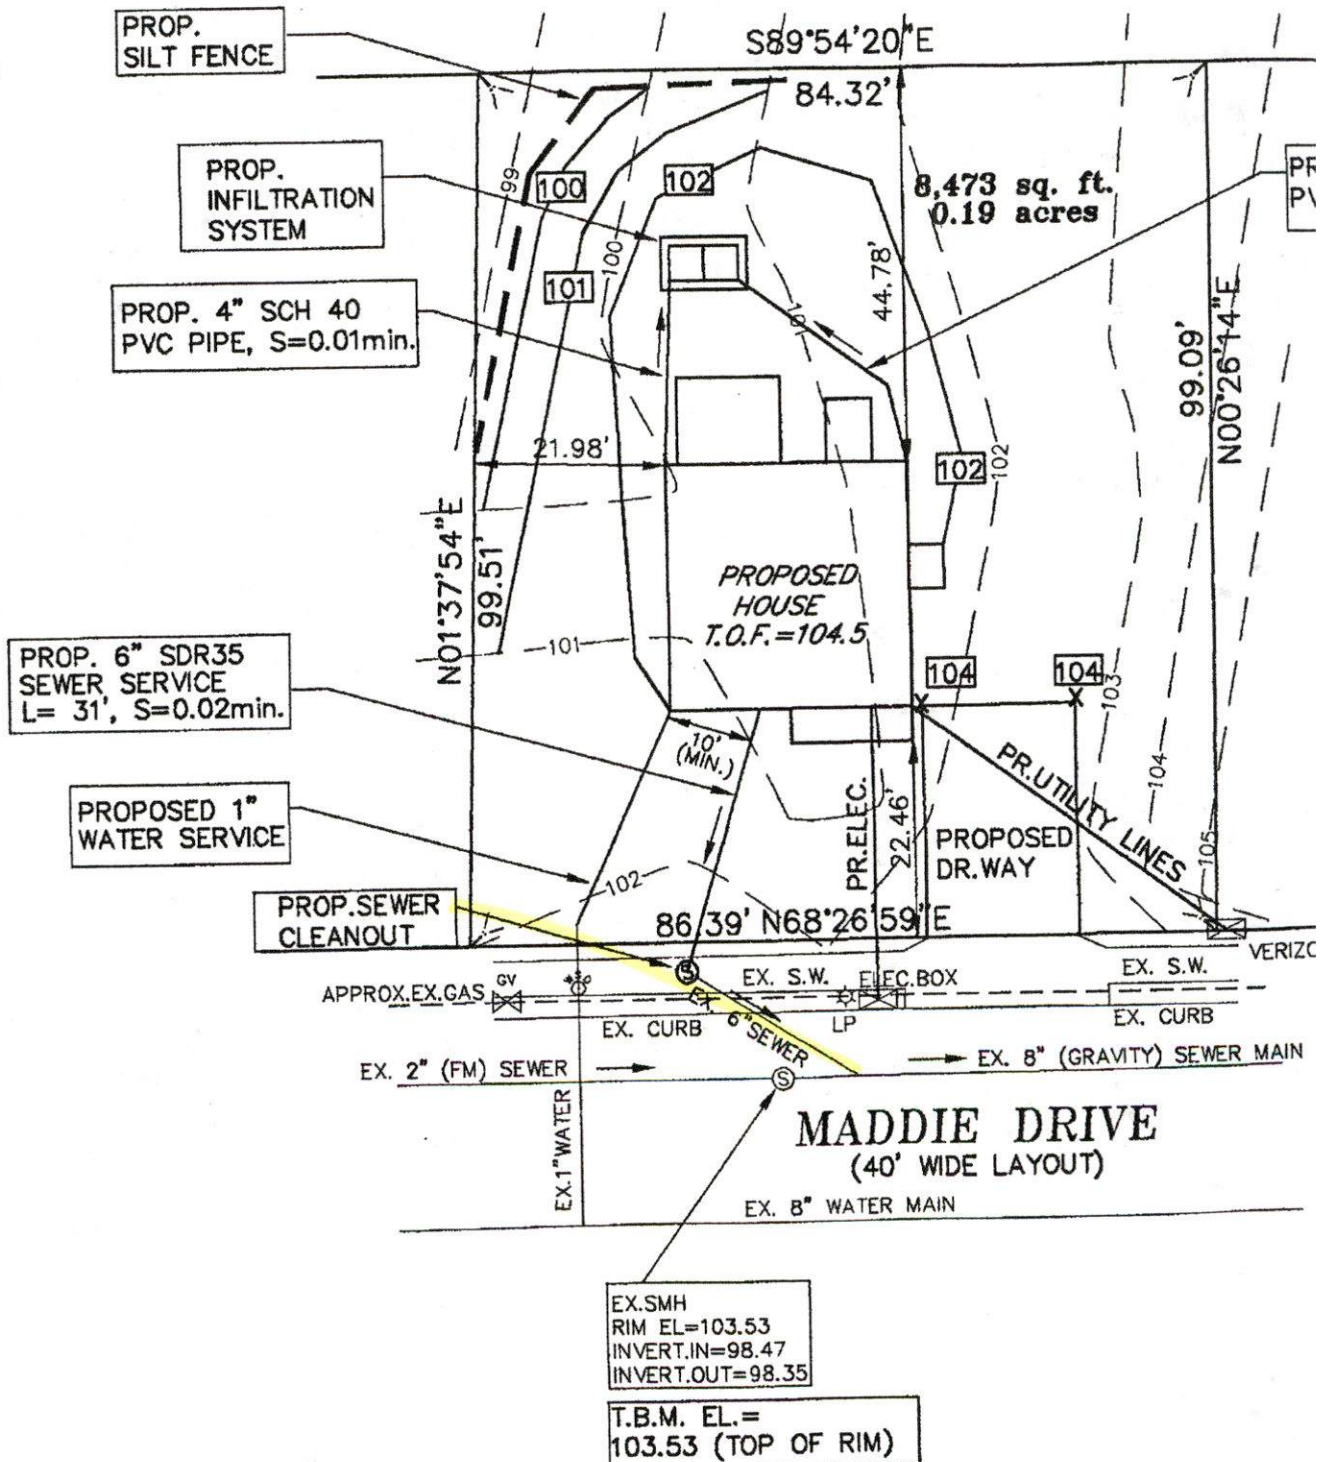 PROP.
SILT FENCE
S89°54'20"E
84.32'
PROP.
INFILTRATION
SYSTEM
99
100
102
8,473 sq. ft.
0.19 acres
PR
PV
100
101
101
44.78'
99.09'
N00°26'14"E
PROP. 4" SCH 40
PVC PIPE, S=0.01min.
21.98'
102
102
N01°37'54"E
99.51'
PROPOSED
HOUSE
T.O.F.=104.5
101
PROP. 6" SDR35
SEWER SERVICE
L= 31', S=0.02min.
104
104
103
104
105
10'
(MIN.)
PR.UTILITY LINES
PROPOSED 1"
WATER SERVICE
PR.ELEC.
22.46'
PROPOSED
DR.WAY
102
PROP.SEWER
CLEANOUT
86.39' N68°26'59"E
VERIZO
S
EX. S.W.
ELEC.BOX
EX. S.W.
APPROX.EX.GAS
GV
EX. 6"SEWER
EX. CURB
LP
EX. CURB
EX. 2" (FM) SEWER
EX. 8" (GRAVITY) SEWER MAIN
S
EX.1"WATER
MADDIE DRIVE
(40' WIDE LAYOUT)
EX. 8" WATER MAIN
EX.SMH
RIM EL=103.53
INVERT.IN=98.47
INVERT.OUT=98.35
T.B.M. EL.=
103.53 (TOP OF RIM)